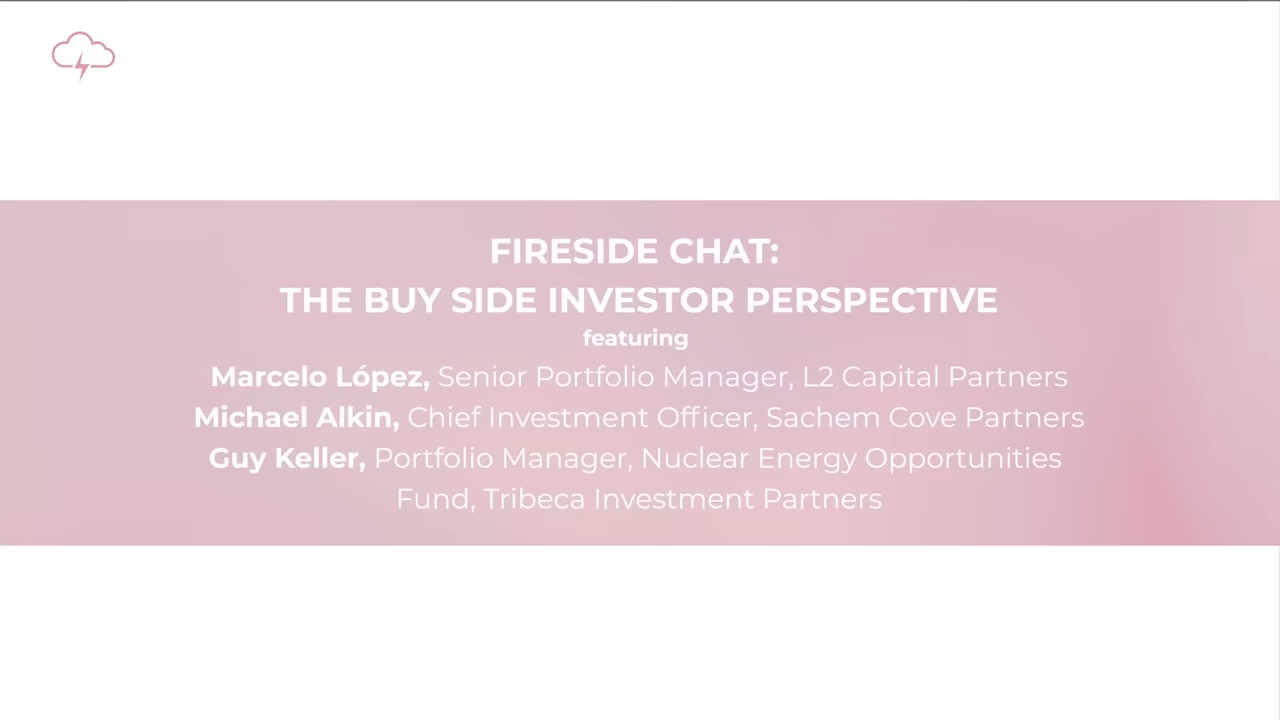 FIRESIDE CHAT:
THE BUY SIDE INVESTOR PERSPECTIVE
featuring
Marcelo López, Senior Portfolio Manager, L2 Capital Partners
Michael Alkin, Chief Investment Officer, Sachem Cove Partners
Guy Keller, Portfolio Manager, Nuclear Energy Opportunities
Fund, Tribeca Investment Partners